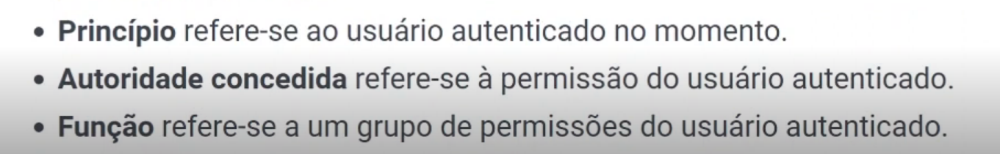 • Princípio refere-se ao usuário autenticado no momento.
• Autoridade concedida refere-se à permissão do usuário autenticado.
• Função refere-se a um grupo de permissões do usuário autenticado.